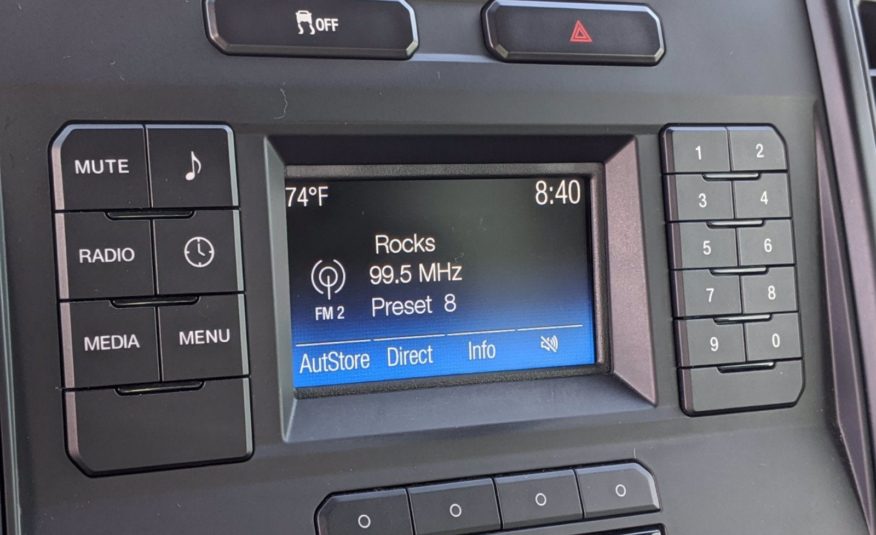 OFF
MUTE
RADIO
MEDIA
MENU
74°F 8:40
Rocks
99.5 MHz
FM 2 Preset 8
AutStore Direct Info
1 2
3 4
5 6
7 8
9 0